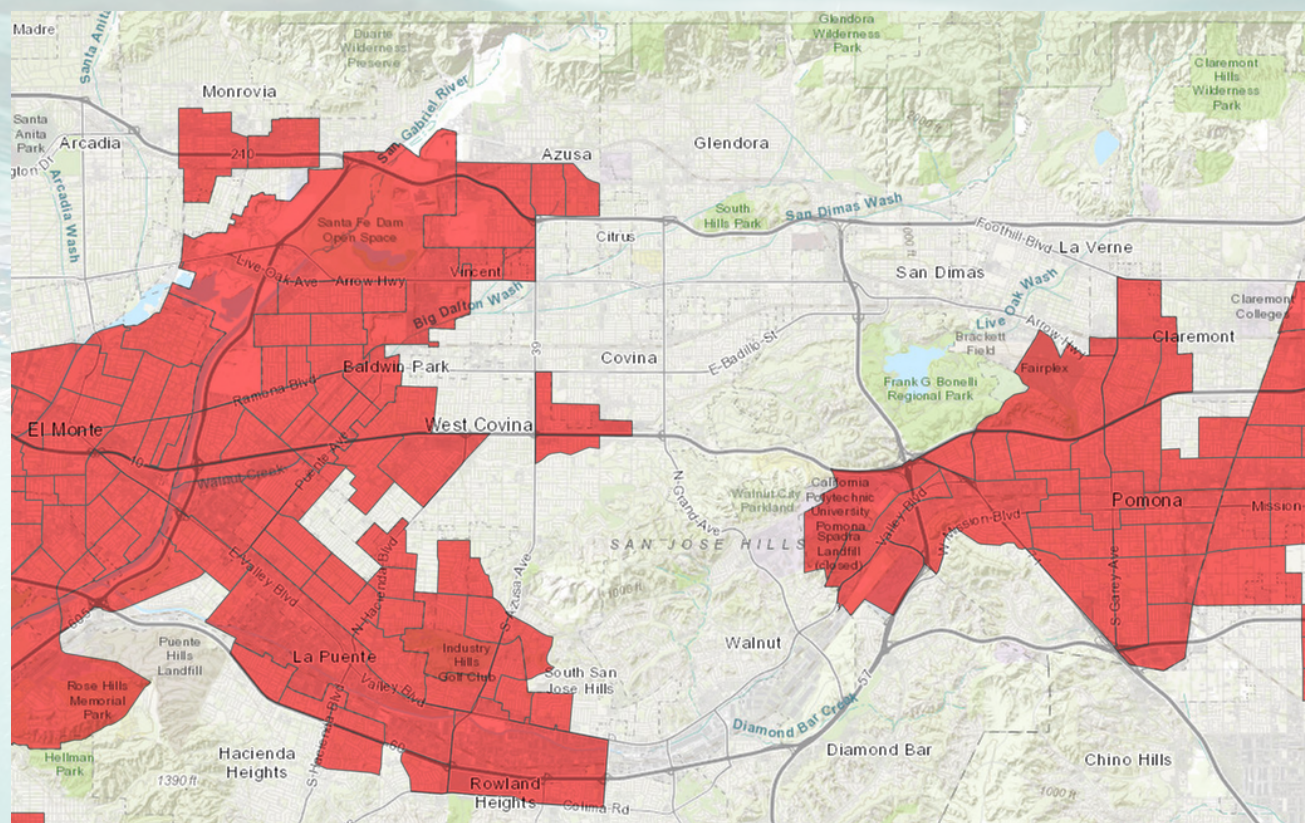 Madre
Santa Anita
Duarte
Wilderness
Preserve
Glendora
Wilderness
Park
Claremont
Hills
Wilderness
Park
Monrovia
San Gabriel River
2000 ft
Santa
Anita
Park
Arcadia
210
Azusa
Glendora
Arcadia Wash
South
Hills Park
San Dimas Wash
Santa Fe Dam
Open Space
Citrus
Foothill-Blvd
La Verne
Live-Oak-Ave
Arrow-Hwy
Vincent
San Dimas
Big Dalton Wash
Live Oak Wash
Claremont
Colleges
39
Covina
E-Badillo-St
Brackett
Field
Arrow-Hwy
Claremont
Baldwin Park
Ramona-Blvd
Frank G Bonelli
Regional Park
Fairplex
El Monte
West Covina
10
Walnut-Creek
Puente-Ave
N-Grand-Ave
Walnut City
Parkland
California
Polytechnic
University
Pomona
Spadra
Landfill
(closed)
Valley-Blvd
W-Mission-Blvd
Pomona
Mission
SAN JOSE HILLS
E-Valley-Blvd
N-Hacienda-Blvd
S-Azusa-Ave
1000 ft
S-Garey-Ave
605
Puente
Hills
Landfill
La Puente
Industry
Hills
Golf Club
Walnut
South San
Jose Hills
Rose Hills
Memorial
Park
Valley-Blvd
57
S-Hacienda-Blvd
Diamond Bar Creek
60
Hellman
Park
Hacienda
Heights
1390 ft
Rowland
Heights
Colima-Rd
Diamond Bar
Chino Hills
1000 ft